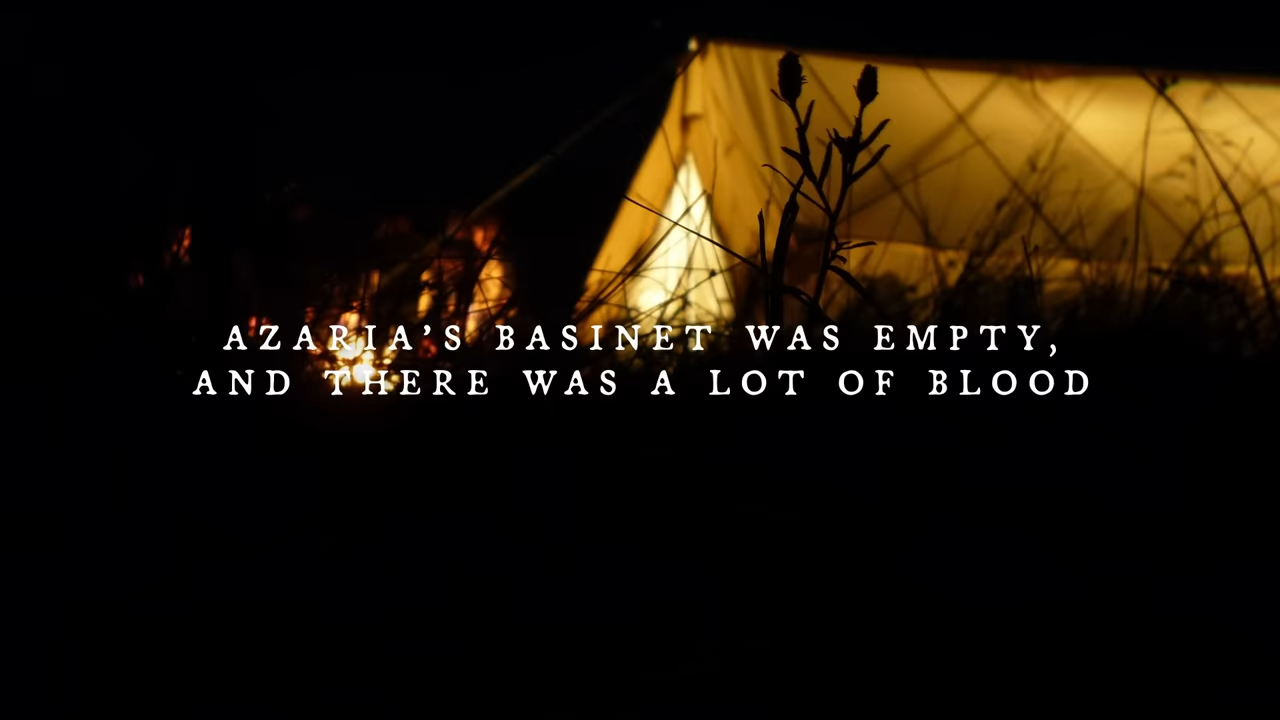 AZARIA'S BASINET WAS EMPTY,
AND THERE WAS A LOT OF BLOOD